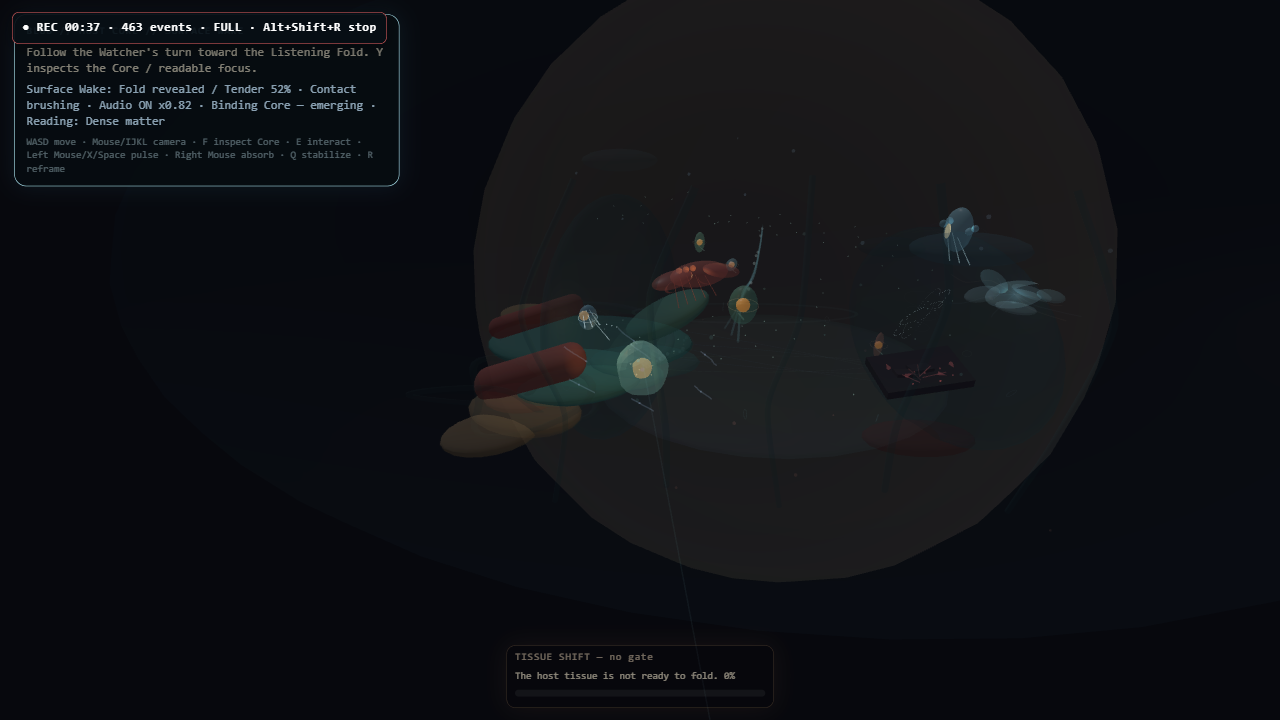 ● REC 00:37 · 463 events · FULL · Alt+Shift+R stop
Follow the Watcher's turn toward the Listening Fold. Y
inspects the Core / readable focus.
Surface Wake: Fold revealed / Tender 52% · Contact
brushing · Audio ON x0.82 · Binding Core — emerging ·
Reading: Dense matter
WASD move · Mouse/IJKL camera · F inspect Core · E interact ·
Left Mouse/X/Space pulse · Right Mouse absorb · Q stabilize · R
reframe
TISSUE SHIFT — no gate
The host tissue is not ready to fold. 0%